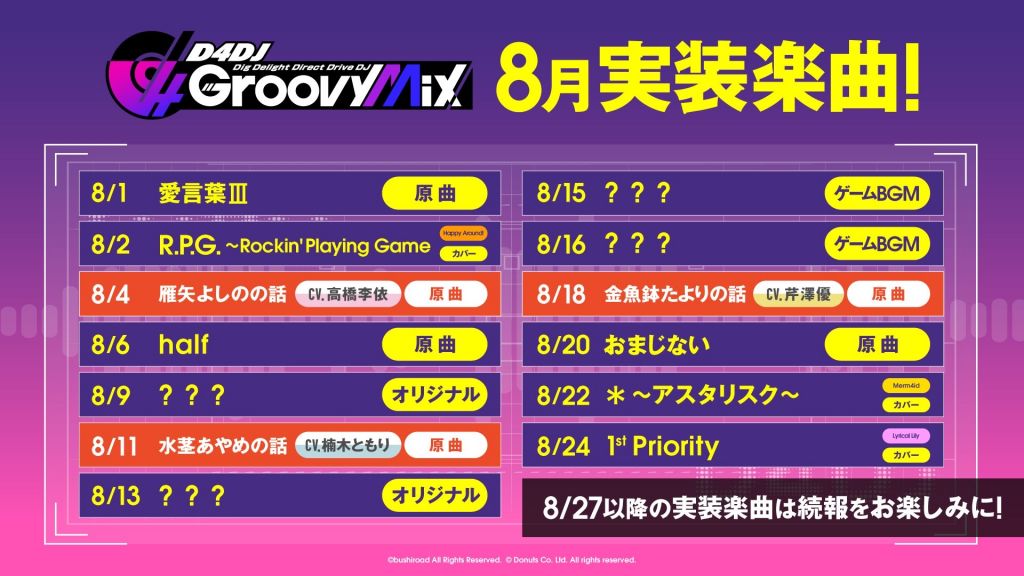 D4DJ
Dig Delight Direct Drive DJ
GroovyMix
8月実装楽曲!
8/1 愛言葉Ⅲ 原曲
8/2 R.P.G. ～Rockin' Playing Game Happy Around! カバー
8/4 雁矢よしのの話 CV.高橋李依 原曲
8/6 half 原曲
8/9 ？？？ オリジナル
8/11 水茎あやめの話 CV.楠木ともり 原曲
8/13 ？？？ オリジナル
8/15 ？？？ ゲームBGM
8/16 ？？？ ゲームBGM
8/18 金魚鉢たよりの話 CV.芹澤優 原曲
8/20 おまじない 原曲
8/22 ＊～アスタリスク～ Merm4id カバー
8/24 1st Priority Lyrical Lily カバー
8/27以降の実装楽曲は続報をお楽しみに!
©bushiroad All Rights Reserved. © Donuts Co. Ltd. All rights reserved.